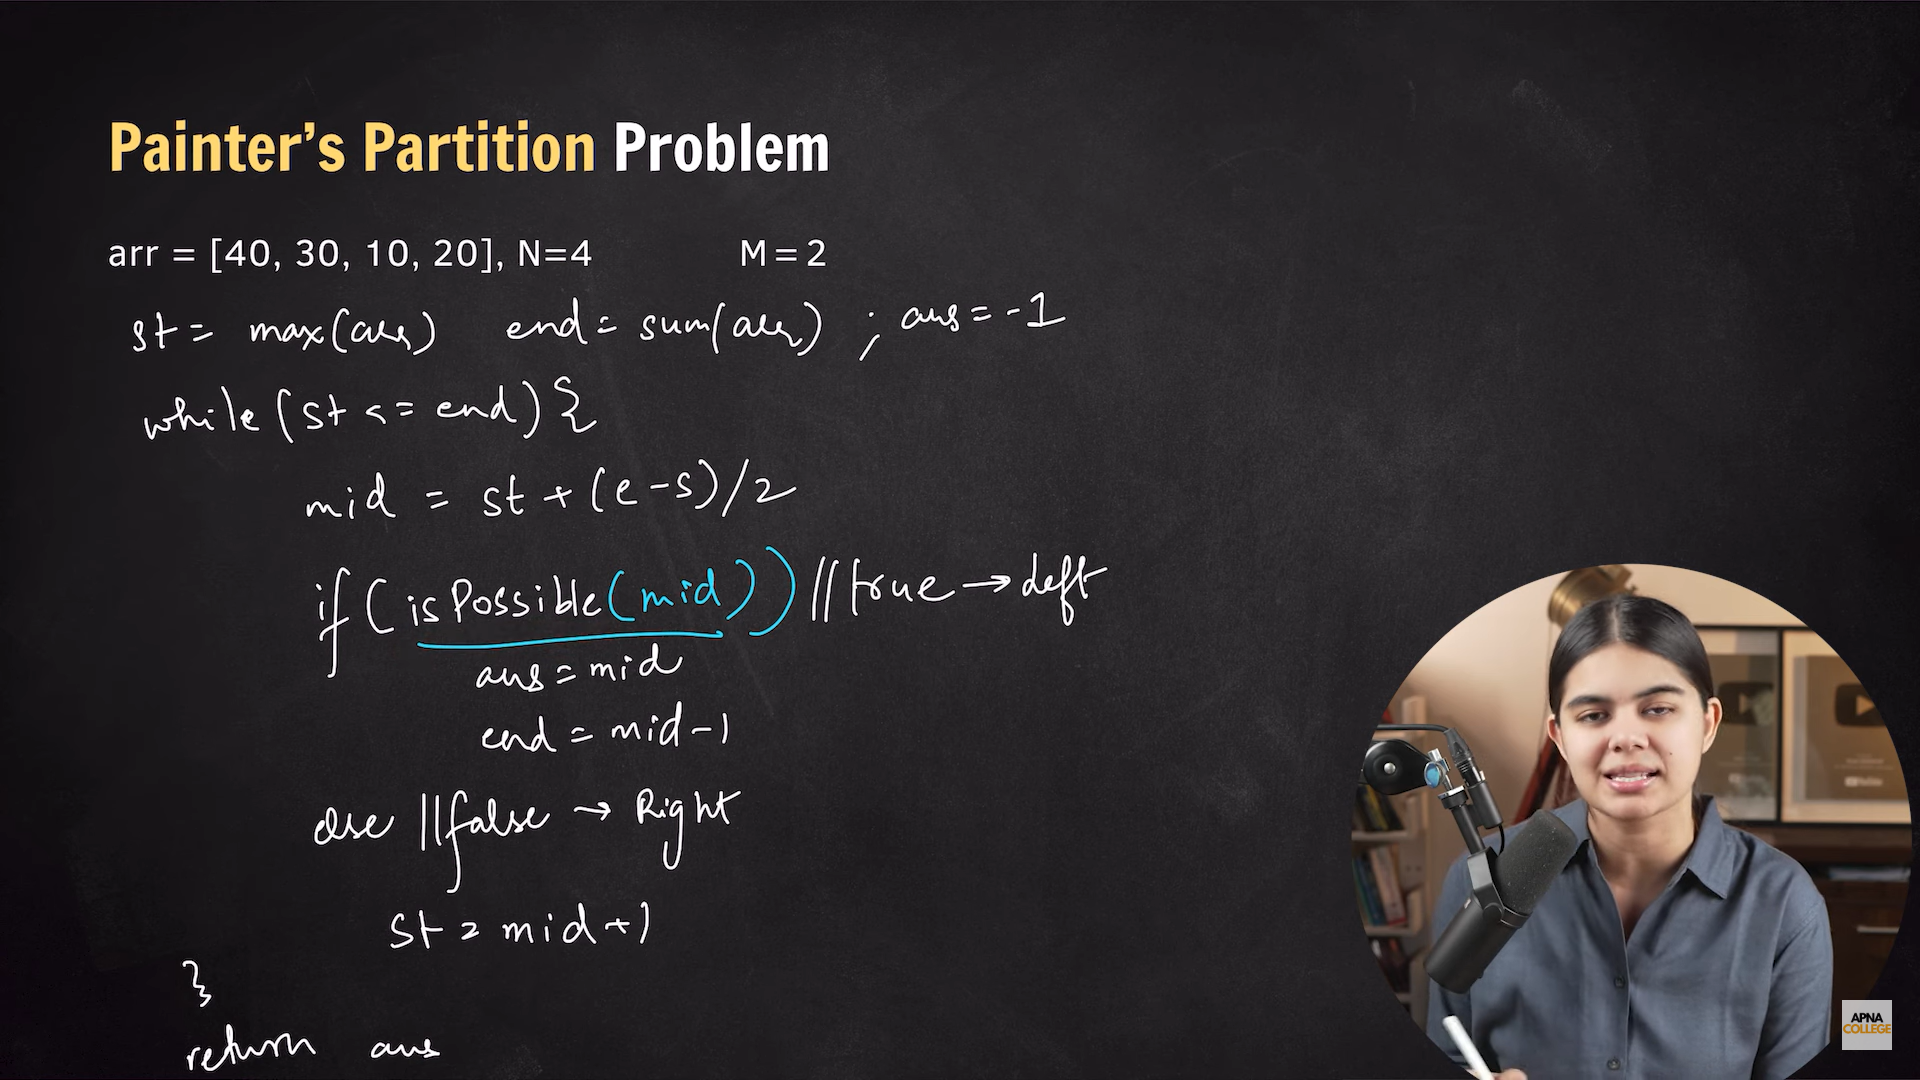 Painter's Partition Problem
arr = [40, 30, 10, 20], N=4 M = 2
st = max(arr) end = sum(arr) ; ans = -1
while (st <= end) {
mid = st + (e-s)/2
if (isPossible(mid)) // true → left
ans = mid
end = mid-1
else // false → Right
st = mid+1
}
return ans
APNA
COLLEGE